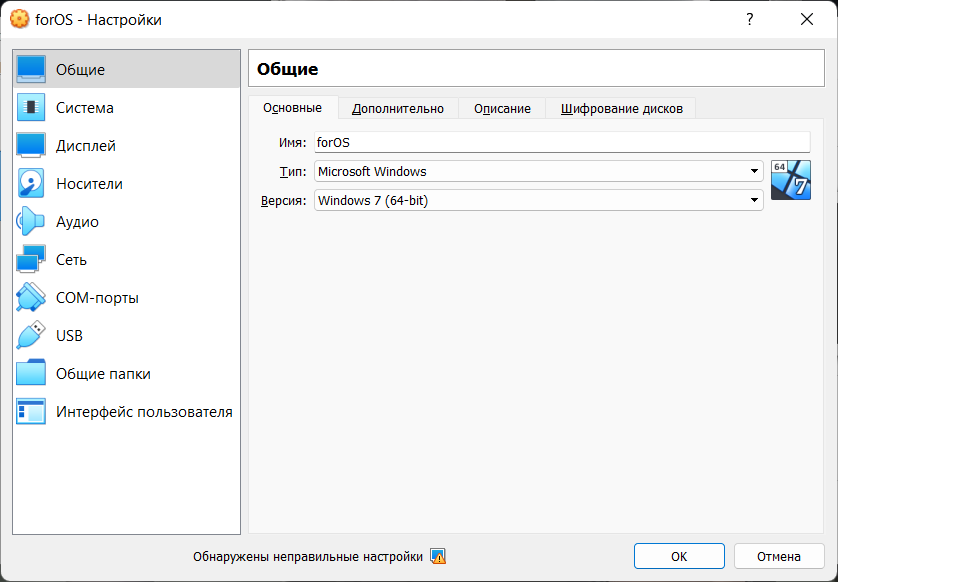 forOS - Настройки
?
Общие
Система
Дисплей
Носители
Аудио
Сеть
COM-порты
USB
Общие папки
Интерфейс пользователя
Общие
Основные Дополнительно Описание Шифрование дисков
Имя: forOS
Тип: Microsoft Windows
64
7
Версия: Windows 7 (64-bit)
Обнаружены неправильные настройки
OK Отмена